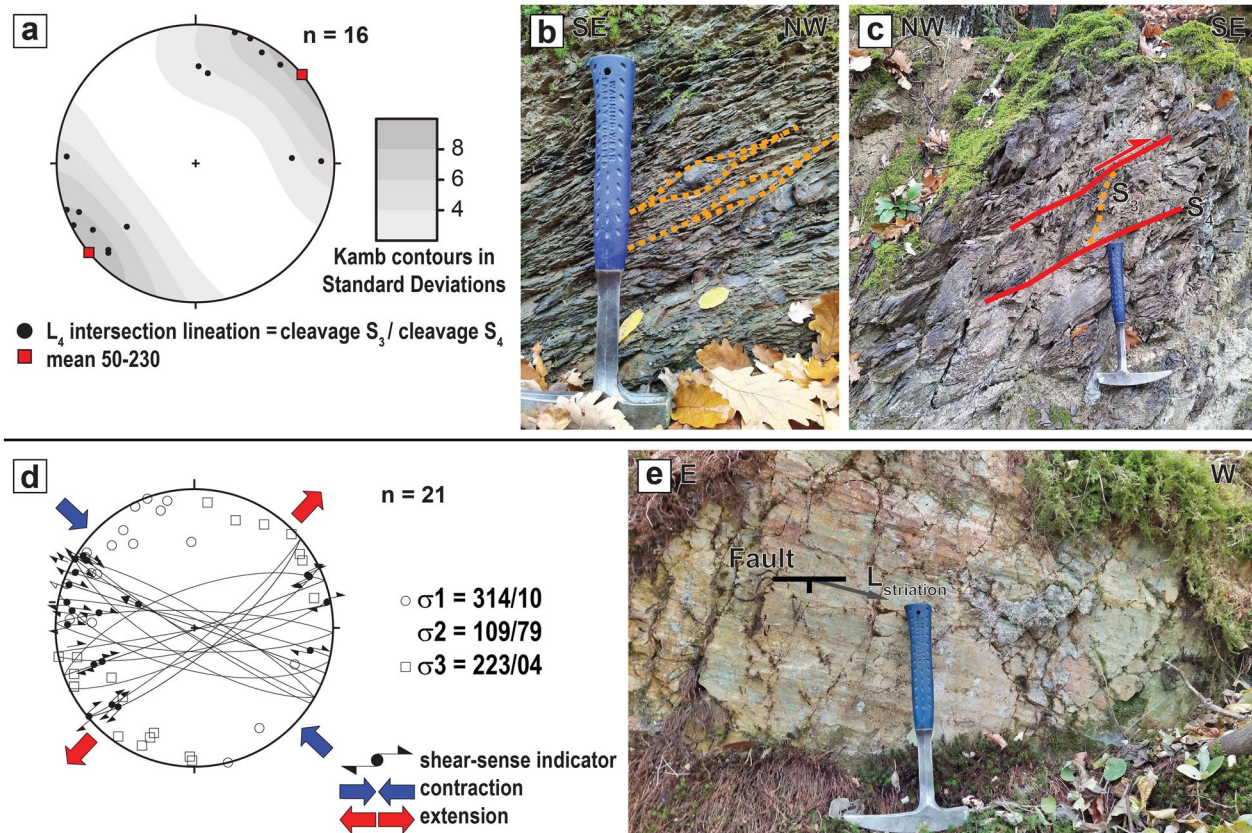 a
n = 16
8
6
4
Kamb contours in
Standard Deviations
L4 intersection lineation = cleavage S3 / cleavage S4
mean 50-230
b
SE
NW
c
NW
SE
S3
S4
d
n = 21
σ1 = 314/10
σ2 = 109/79
σ3 = 223/04
shear-sense indicator
contraction
extension
e
E
W
Fault
Lstriation